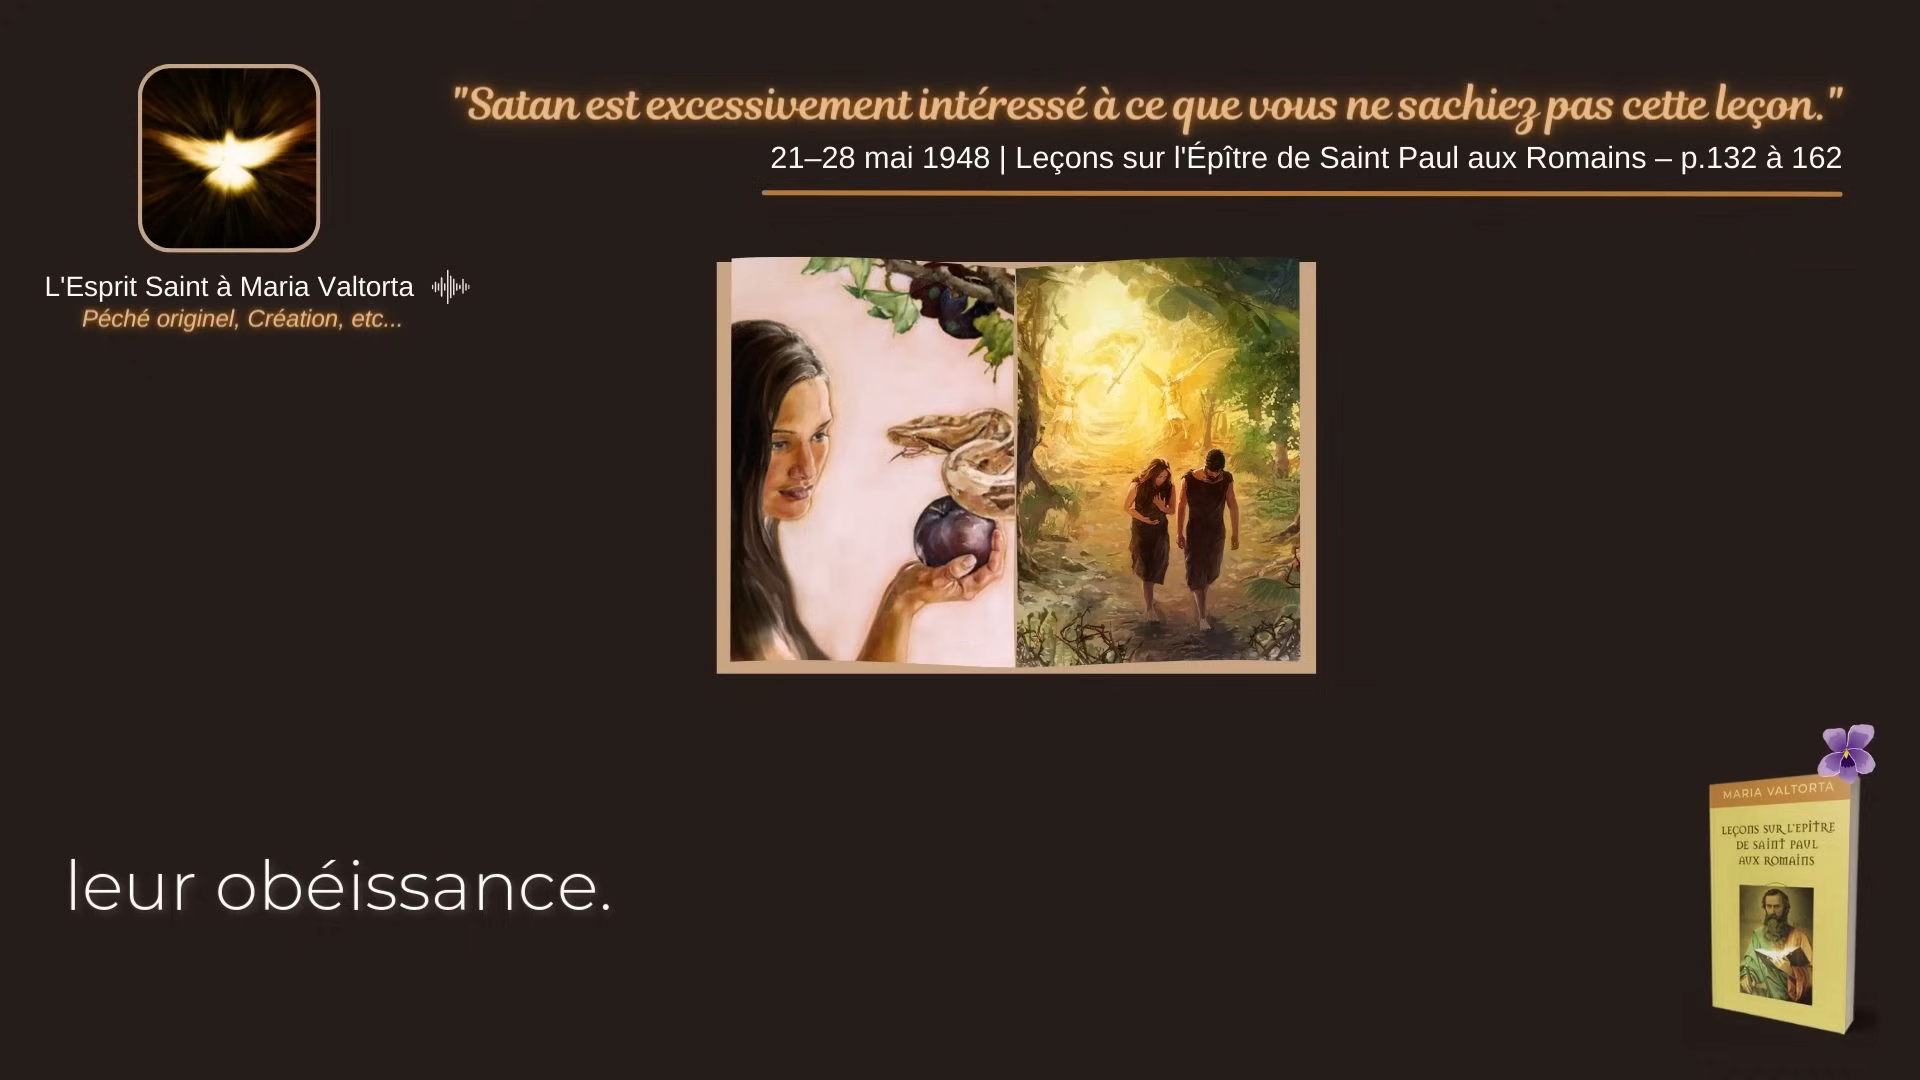 "Satan est excessivement intéressé à ce que vous ne sachiez pas cette leçon."
21–28 mai 1948 | Leçons sur l'Épître de Saint Paul aux Romains – p.132 à 162
L'Esprit Saint à Maria Valtorta
Péché originel, Création, etc...
leur obéissance.
MARIA VALTORTA
LEÇONS SUR L'EPÎTRE
DE SAINT PAUL
AUX ROMAINS